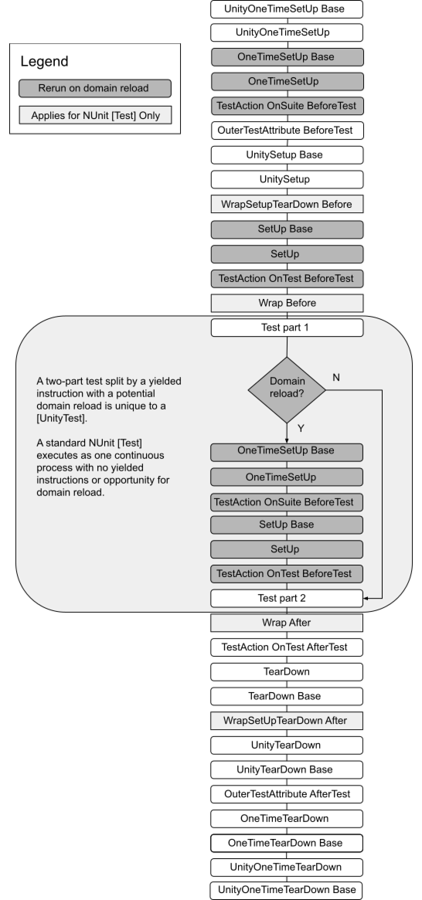 UnityOneTimeSetUp Base
UnityOneTimeSetUp
Legend
Rerun on domain reload
Applies for NUnit [Test] Only
OneTimeSetUp Base
OneTimeSetUp
TestAction OnSuite BeforeTest
OuterTestAttribute BeforeTest
UnitySetup Base
UnitySetup
WrapSetupTearDown Before
SetUp Base
SetUp
TestAction OnTest BeforeTest
Wrap Before
Test part 1
A two-part test split by a yielded
instruction with a potential
domain reload is unique to a
[UnityTest].
A standard NUnit [Test]
executes as one continuous
process with no yielded
instructions or opportunity for
domain reload.
Domain
reload?
N
Y
OneTimeSetUp Base
OneTimeSetUp
TestAction OnSuite BeforeTest
SetUp Base
SetUp
TestAction OnTest BeforeTest
Test part 2
Wrap After
TestAction OnTest AfterTest
TearDown
TearDown Base
WrapSetUpTearDown After
UnityTearDown
UnityTearDown Base
OuterTestAttribute AfterTest
OneTimeTearDown
OneTimeTearDown Base
UnityOneTimeTearDown
UnityOneTimeTearDown Base